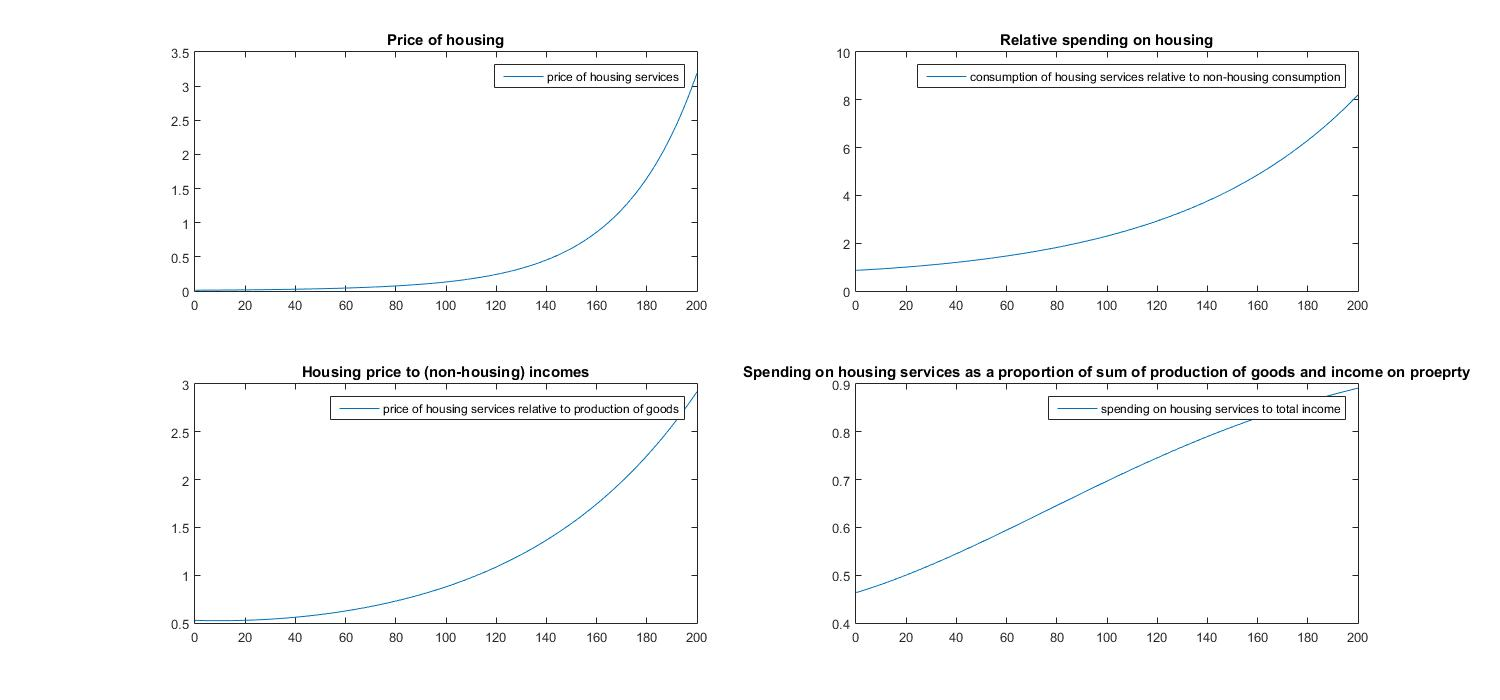 Price of housing
3.5
3
2.5
2
1.5
1
0.5
0
price of housing services
0 20 40 60 80 100 120 140 160 180 200
Relative spending on housing
10
8
6
4
2
0
consumption of housing services relative to non-housing consumption
0 20 40 60 80 100 120 140 160 180 200
Housing price to (non-housing) incomes
3
2.5
2
1.5
1
0.5
price of housing services relative to production of goods
0 20 40 60 80 100 120 140 160 180 200
Spending on housing services as a proportion of sum of production of goods and income on proeprty
0.9
0.8
0.7
0.6
0.5
0.4
spending on housing services to total income
0 20 40 60 80 100 120 140 160 180 200